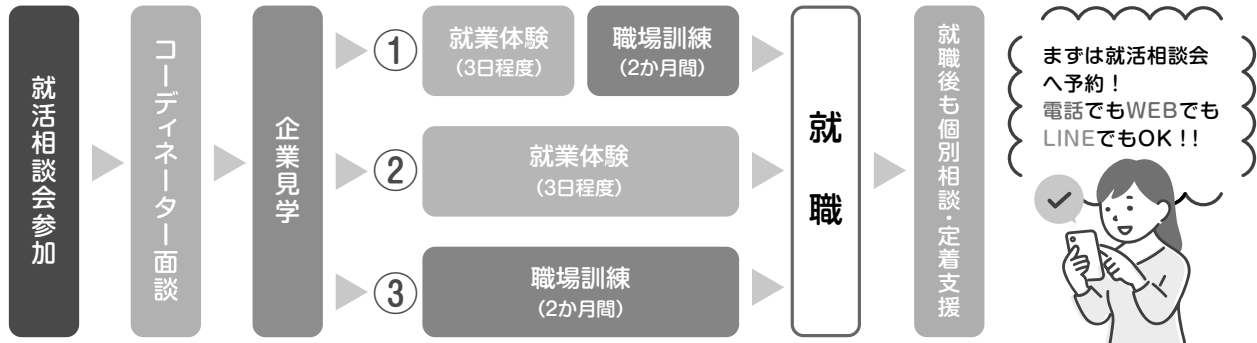 就活相談会参加
コーディネーター面談
企業見学
①
就業体験
（3日程度）
職場訓練
（2か月間）
②
就業体験
（3日程度）
③
職場訓練
（2か月間）
就職
就職後も個別相談・定着支援
まずは就活相談会
へ予約！
電話でもWEBでも
LINEでもOK！！